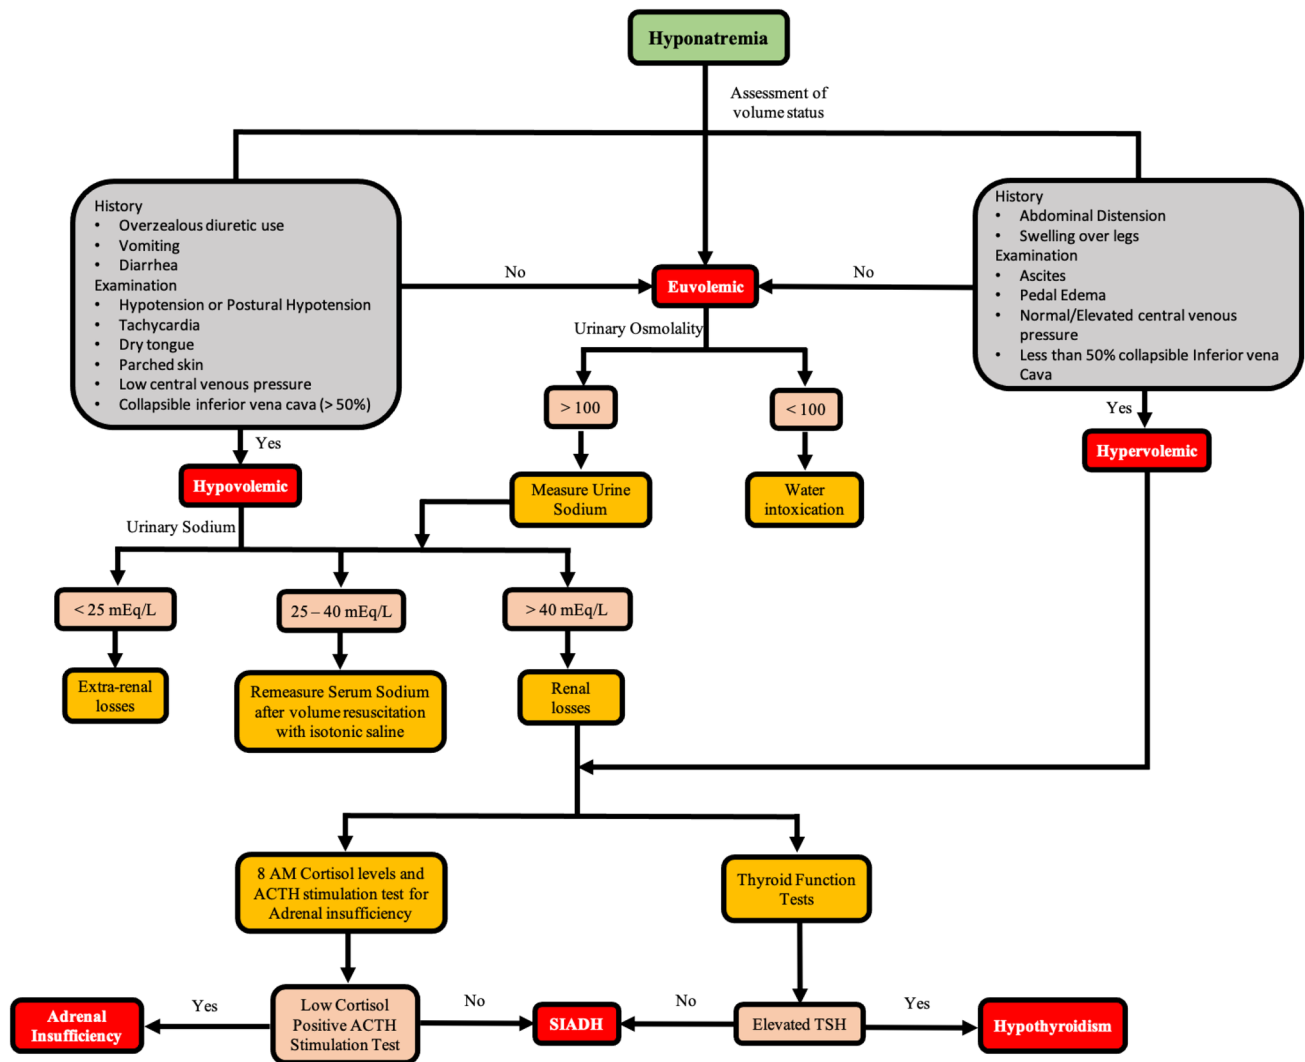 Hyponatremia
Assessment of
volume status
History
• Overzealous diuretic use
• Vomiting
• Diarrhea
Examination
• Hypotension or Postural Hypotension
• Tachycardia
• Dry tongue
• Parched skin
• Low central venous pressure
• Collapsible inferior vena cava (> 50%)
No
Euvolemic
No
History
• Abdominal Distension
• Swelling over legs
Examination
• Ascites
• Pedal Edema
• Normal/Elevated central venous
pressure
• Less than 50% collapsible Inferior vena
Cava
Yes
Hypovolemic
Urinary Osmolality
> 100
< 100
Yes
Hypervolemic
Measure Urine
Sodium
Water
intoxication
Urinary Sodium
< 25 mEq/L
25 – 40 mEq/L
> 40 mEq/L
Extra-renal
losses
Remeasure Serum Sodium
after volume resuscitation
with isotonic saline
Renal
losses
8 AM Cortisol levels and
ACTH stimulation test for
Adrenal insufficiency
Thyroid Function
Tests
Adrenal
Insufficiency
Yes
Low Cortisol
Positive ACTH
Stimulation Test
No
SIADH
No
Elevated TSH
Yes
Hypothyroidism